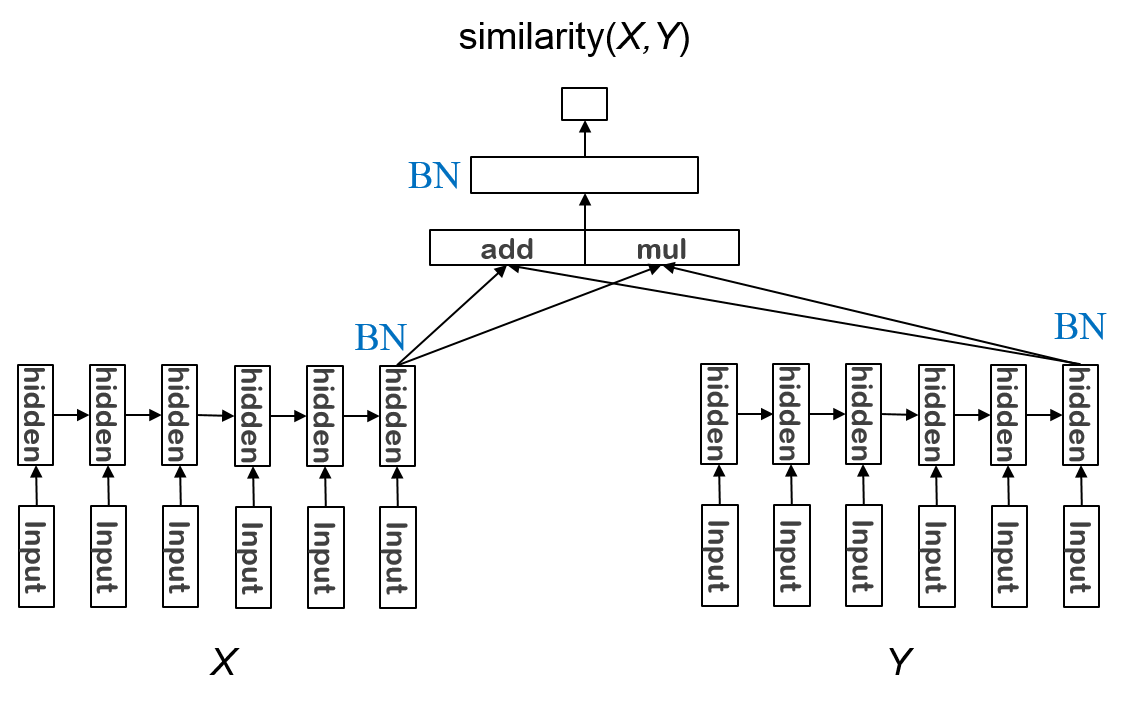 similarity(X,Y)
BN
add mul
BN
BN
hidden hidden hidden hidden hidden hidden hidden hidden hidden hidden hidden hidden
Input Input Input Input Input Input Input Input Input Input Input Input
X Y